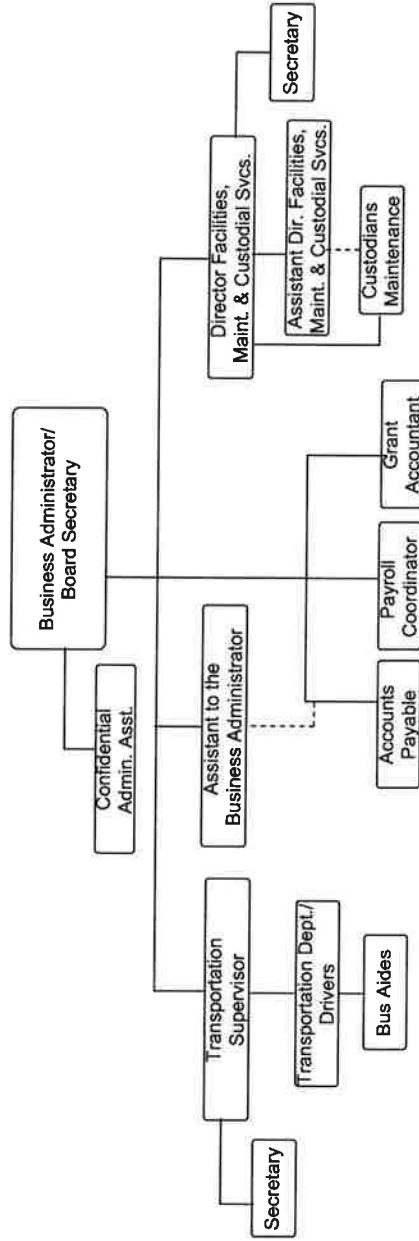 Business Administrator/
Board Secretary
Confidential
Admin. Asst.
Transportation
Supervisor
Assistant to the
Business Administrator
Director Facilities,
Maint. & Custodial Svcs.
Secretary
Secretary
Transportation Dept./
Drivers
Assistant Dir. Facilities,
Maint. & Custodial Svcs.
Bus Aides
Custodians
Maintenance
Accounts
Payable
Payroll
Coordinator
Grant
Accountant